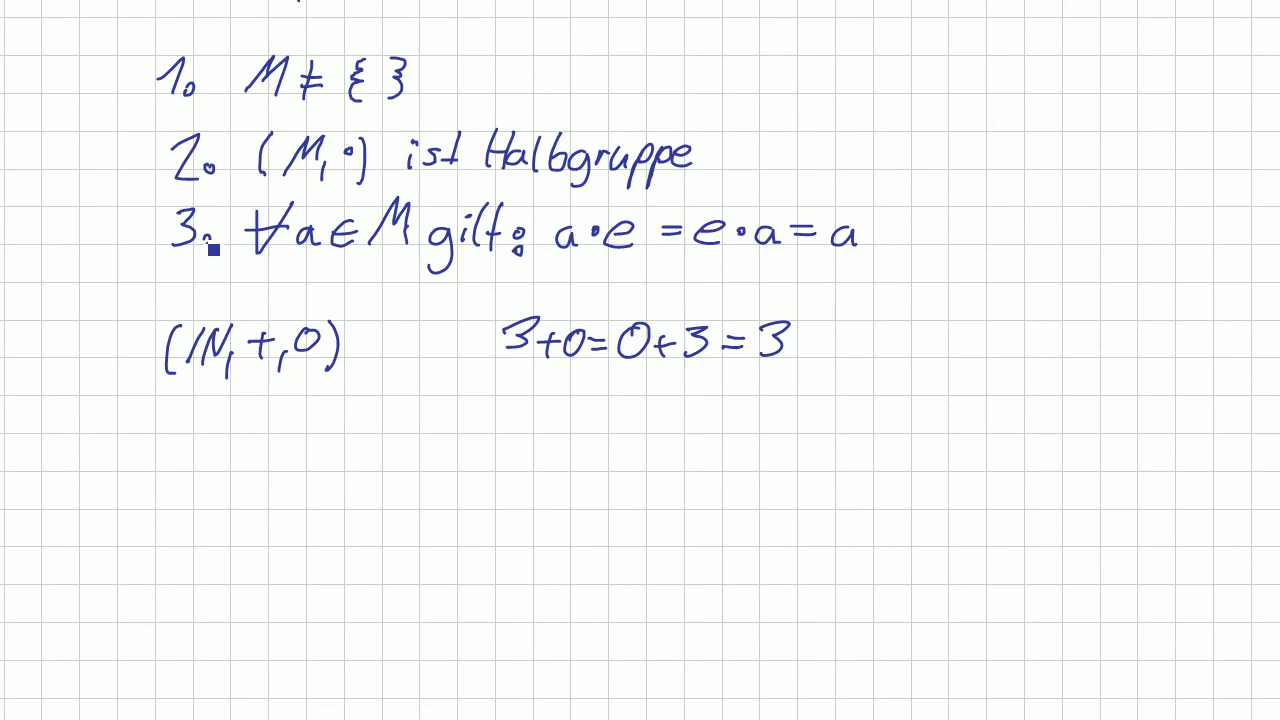 1. M ≠ { }
2. (M, ∘) ist Halbgruppe
3. ∀a ∈ M gilt: a∘e = e∘a = a
(ℕ, +, 0) 3+0=0+3=3